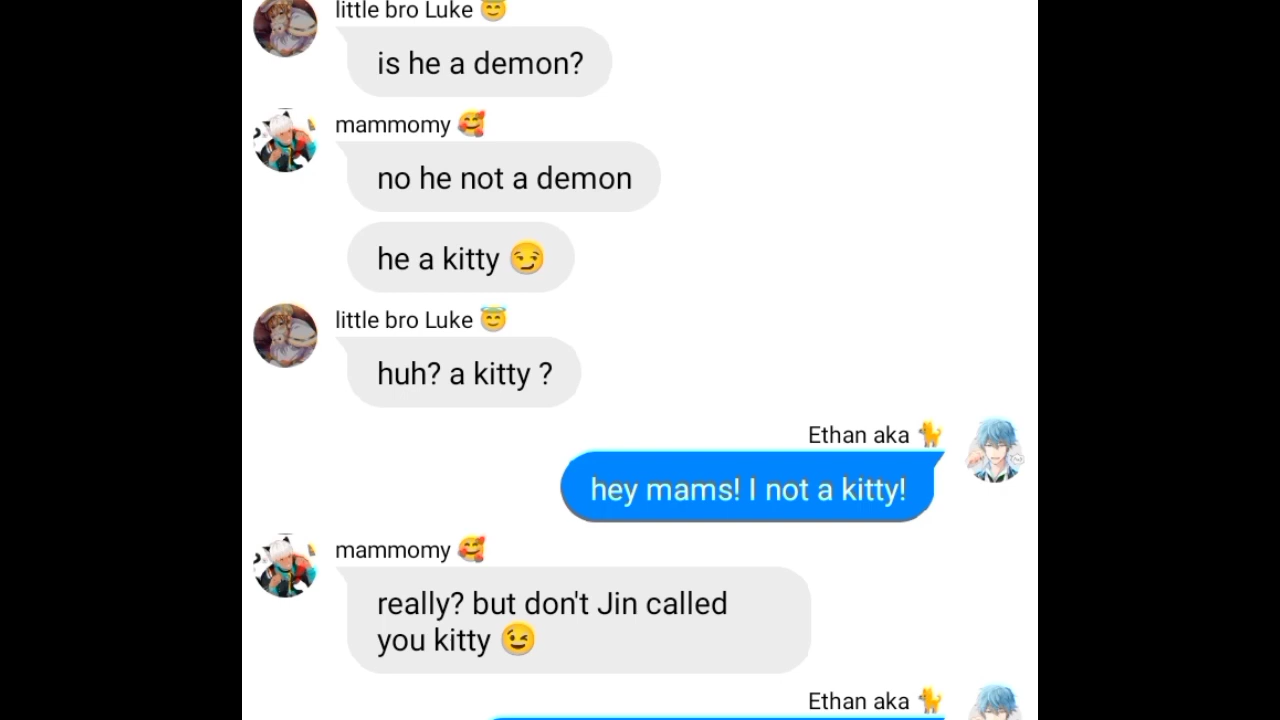 little bro Luke 😇
is he a demon?
mammomy 🥰
no he not a demon
he a kitty 😏
little bro Luke 😇
huh? a kitty ?
Ethan aka 🐈
hey mams! I not a kitty!
mammomy 🥰
really? but don't Jin called
you kitty 😉
Ethan aka 🐈